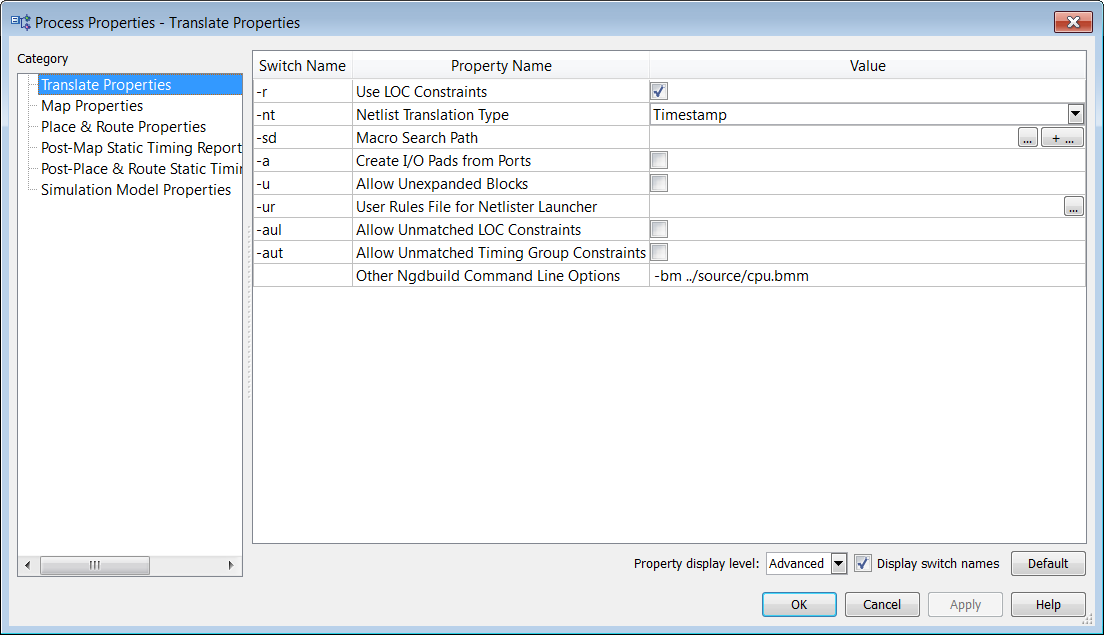 Process Properties - Translate Properties
Category
Translate Properties
Map Properties
Place & Route Properties
Post-Map Static Timing Report
Post-Place & Route Static Timin
Simulation Model Properties
Switch Name Property Name Value
-r Use LOC Constraints
-nt Netlist Translation Type Timestamp
-sd Macro Search Path ... + ...
-a Create I/O Pads from Ports
-u Allow Unexpanded Blocks
-ur User Rules File for Netlister Launcher ...
-aul Allow Unmatched LOC Constraints
-aut Allow Unmatched Timing Group Constraints
Other Ngdbuild Command Line Options -bm ../source/cpu.bmm
Property display level: Advanced Display switch names Default
OK Cancel Apply Help